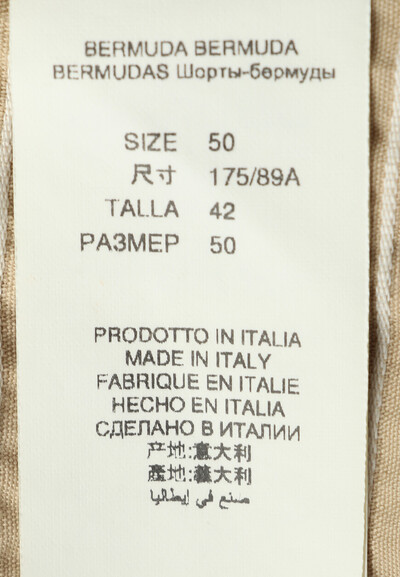 BERMUDA BERMUDA
BERMUDAS Шорты-бермуды
SIZE 50
尺寸 175/89A
TALLA 42
РАЗМЕР 50
PRODOTTO IN ITALIA
MADE IN ITALY
FABRIQUE EN ITALIE
HECHO EN ITALIA
СДЕЛАНО В ИТАЛИИ
产地:意大利
產地:義大利
صنع في إيطاليا